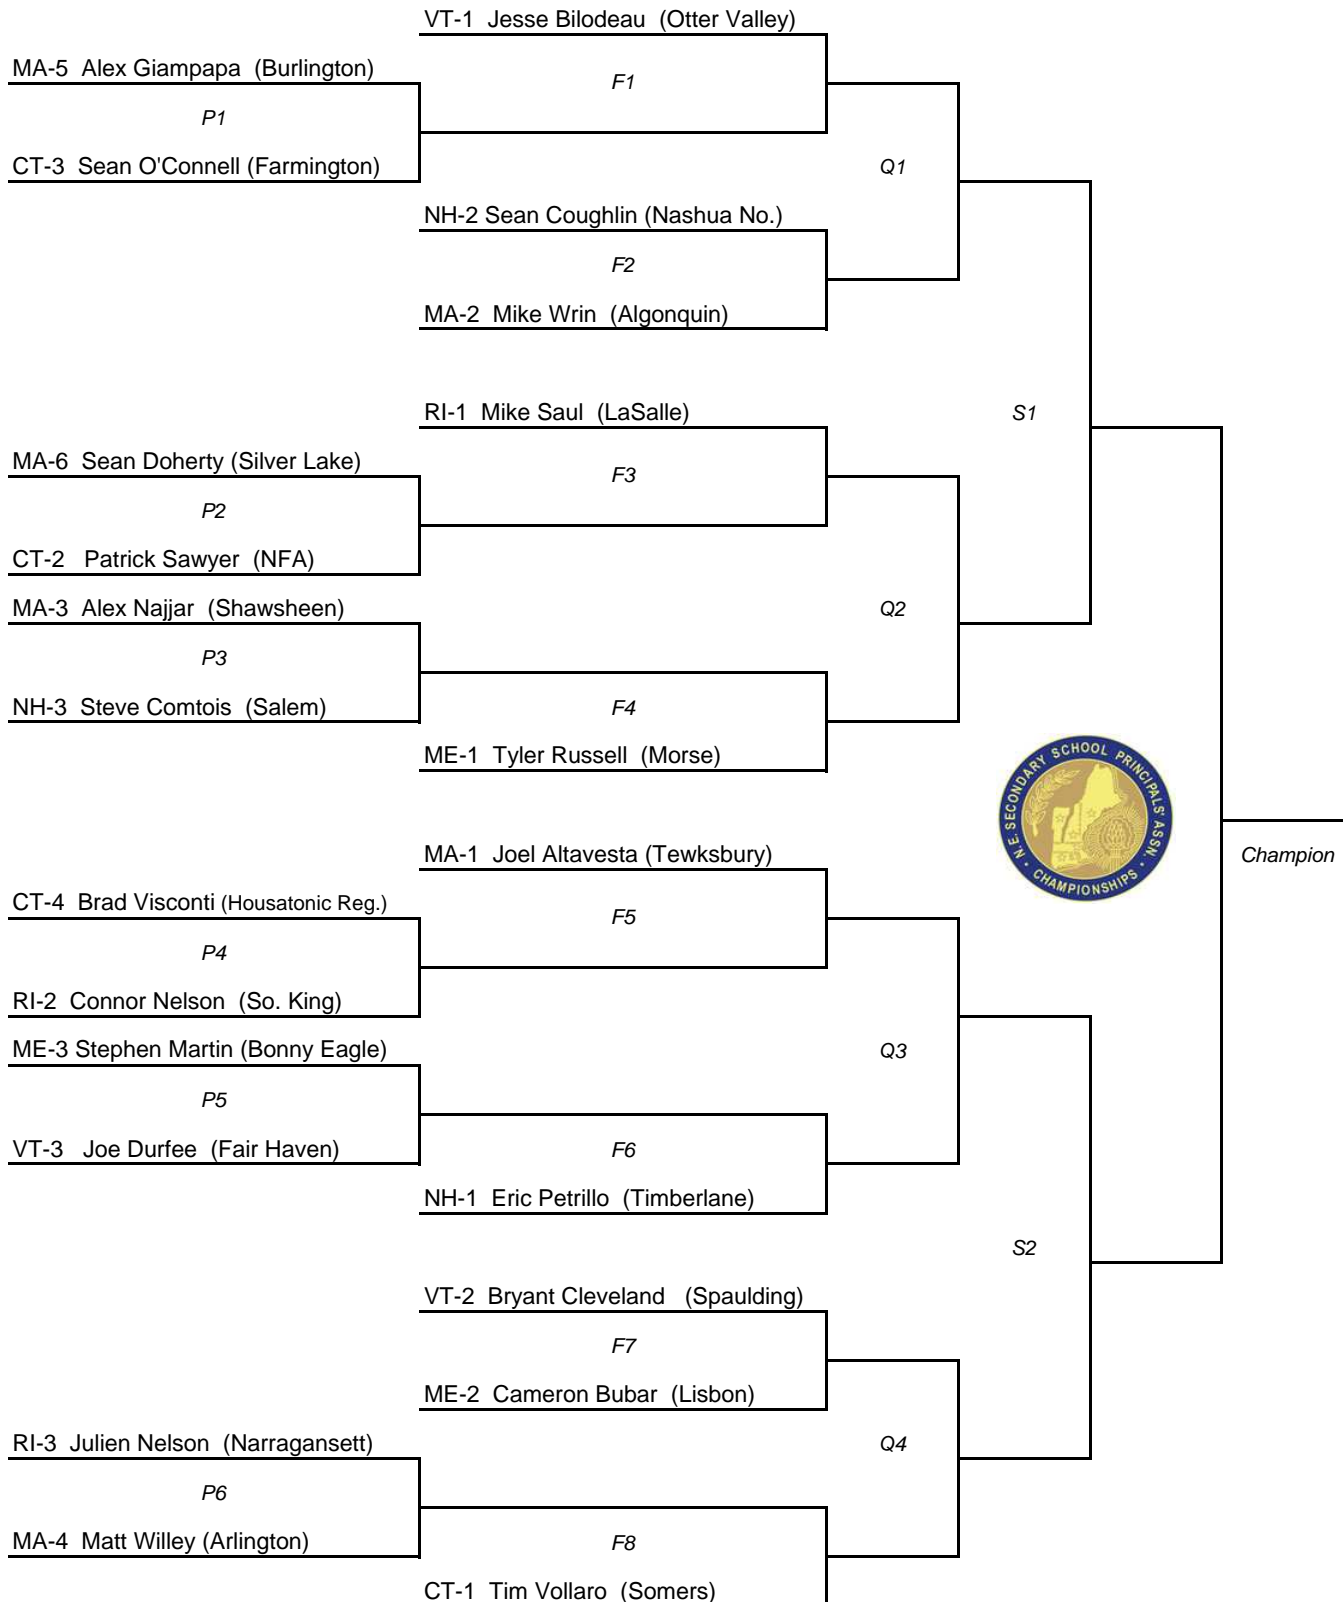 VT-1 Jesse Bilodeau (Otter Valley)
MA-5 Alex Giampapa (Burlington)
F1
P1
CT-3 Sean O'Connell (Farmington)
Q1
NH-2 Sean Coughlin (Nashua No.)
F2
MA-2 Mike Wrin (Algonquin)
RI-1 Mike Saul (LaSalle)
S1
MA-6 Sean Doherty (Silver Lake)
F3
P2
CT-2 Patrick Sawyer (NFA)
MA-3 Alex Najjar (Shawsheen)
Q2
P3
NH-3 Steve Comtois (Salem)
F4
ME-1 Tyler Russell (Morse)
N.E. SECONDARY SCHOOL PRINCIPALS' ASSN.
• CHAMPIONSHIPS •
MA-1 Joel Altavesta (Tewksbury)
Champion
CT-4 Brad Visconti (Housatonic Reg.)
F5
P4
RI-2 Connor Nelson (So. King)
ME-3 Stephen Martin (Bonny Eagle)
Q3
P5
VT-3 Joe Durfee (Fair Haven)
F6
NH-1 Eric Petrillo (Timberlane)
S2
VT-2 Bryant Cleveland (Spaulding)
F7
ME-2 Cameron Bubar (Lisbon)
RI-3 Julien Nelson (Narragansett)
Q4
P6
MA-4 Matt Willey (Arlington)
F8
CT-1 Tim Vollaro (Somers)